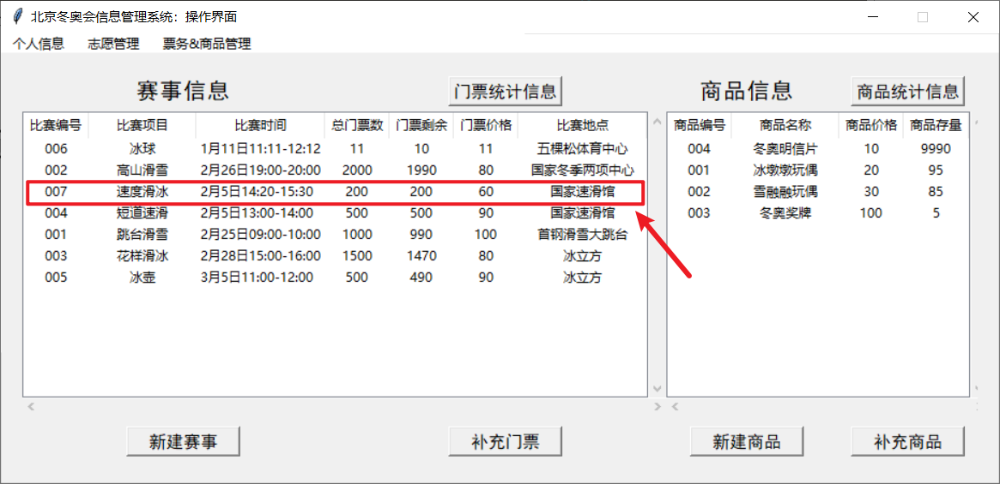 北京冬奥会信息管理系统：操作界面
个人信息 志愿管理 票务&商品管理
赛事信息 门票统计信息 商品信息 商品统计信息
比赛编号 比赛项目 比赛时间 总门票数 门票剩余 门票价格 比赛地点 商品编号 商品名称 商品价格 商品存量
006 冰球 1月11日11:11-12:12 11 10 11 五棵松体育中心 004 冬奥明信片 10 9990
002 高山滑雪 2月26日19:00-20:00 2000 1990 80 国家冬季两项中心 001 冰墩墩玩偶 20 95
007 速度滑冰 2月5日14:20-15:30 200 200 60 国家速滑馆 002 雪融融玩偶 30 85
004 短道速滑 2月5日13:00-14:00 500 500 90 国家速滑馆 003 冬奥奖牌 100 5
001 跳台滑雪 2月25日09:00-10:00 1000 990 100 首钢滑雪大跳台
003 花样滑冰 2月28日15:00-16:00 1500 1470 80 冰立方
005 冰壶 3月5日11:00-12:00 500 490 90 冰立方
新建赛事 补充门票 新建商品 补充商品